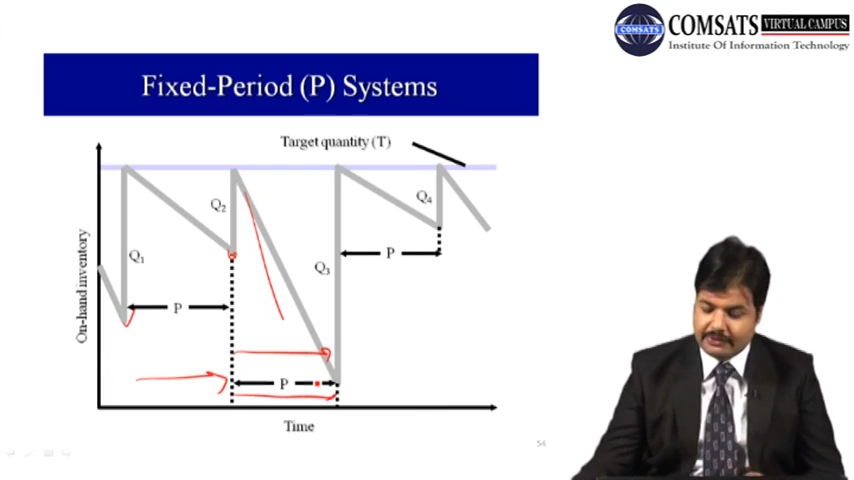 COMSATS VIRTUAL CAMPUS
COMSATS
Institute Of Information Technology
Fixed-Period (P) Systems
Target quantity (T)
On-hand inventory
Q1
Q2
Q3
Q4
P
P
P
Time
54